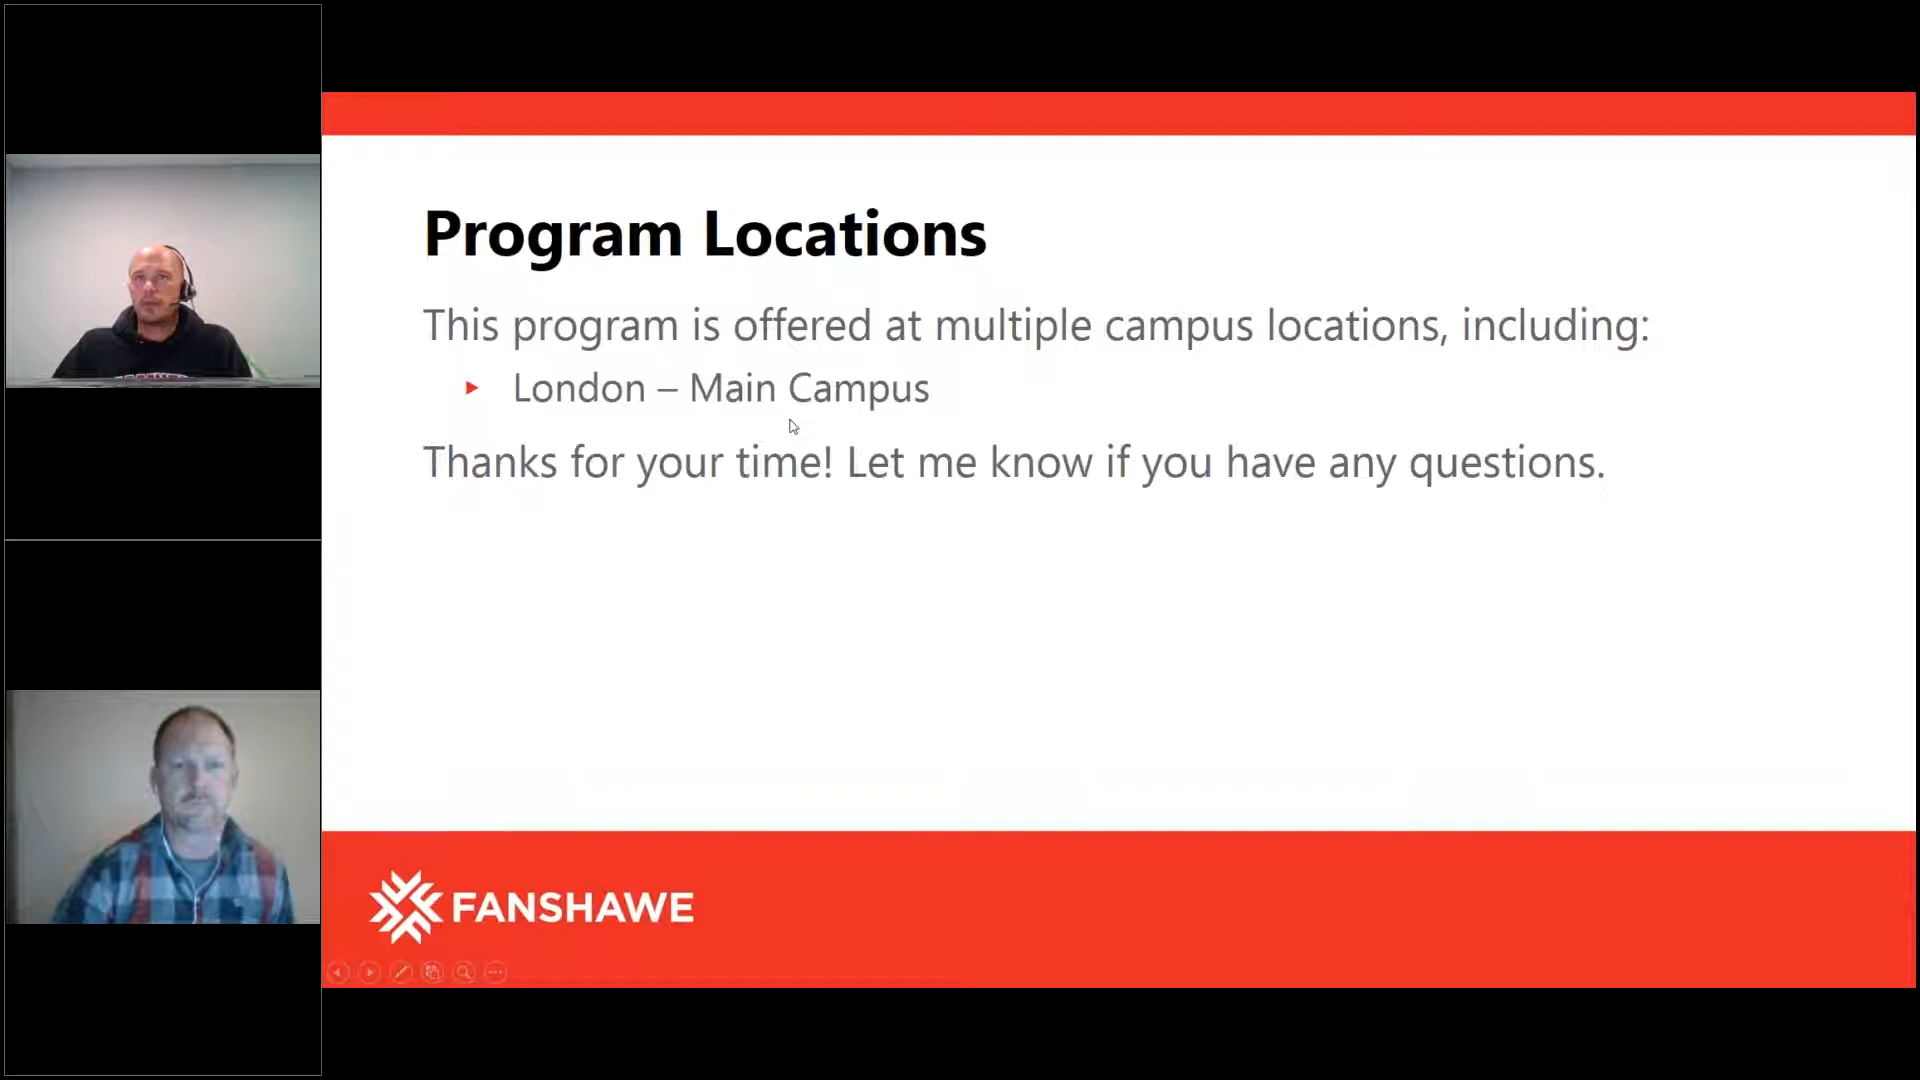 Program Locations
This program is offered at multiple campus locations, including:
London – Main Campus
Thanks for your time! Let me know if you have any questions.
FANSHAWE